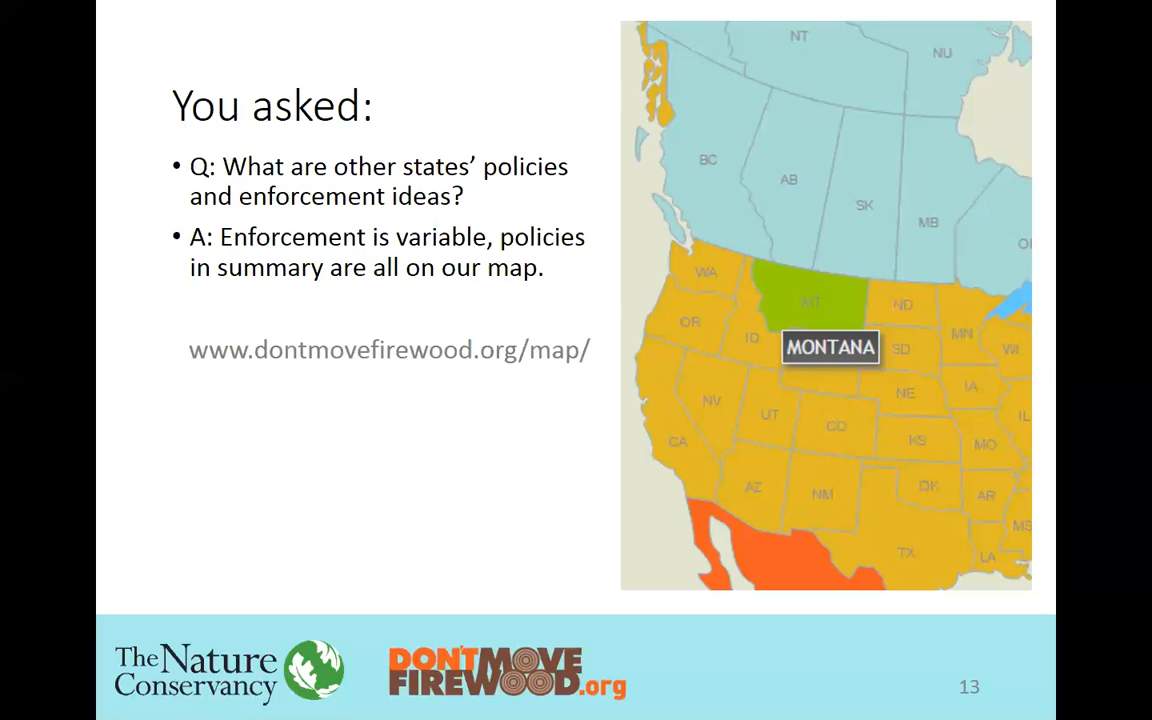 You asked:
• Q: What are other states’ policies
and enforcement ideas?
• A: Enforcement is variable, policies
in summary are all on our map.
www.dontmovefirewood.org/map/
NT
NU
BC
AB
SK
MB
WA
MT
ND
OR
ID
MN
MONTANA
SD
WI
NV
NE
IA
UT
CO
IL
CA
KS
MO
AZ
NM
OK
AR
MS
TX
LA
The Nature
Conservancy
DON'T MOVE
FIREWOOD.org
13